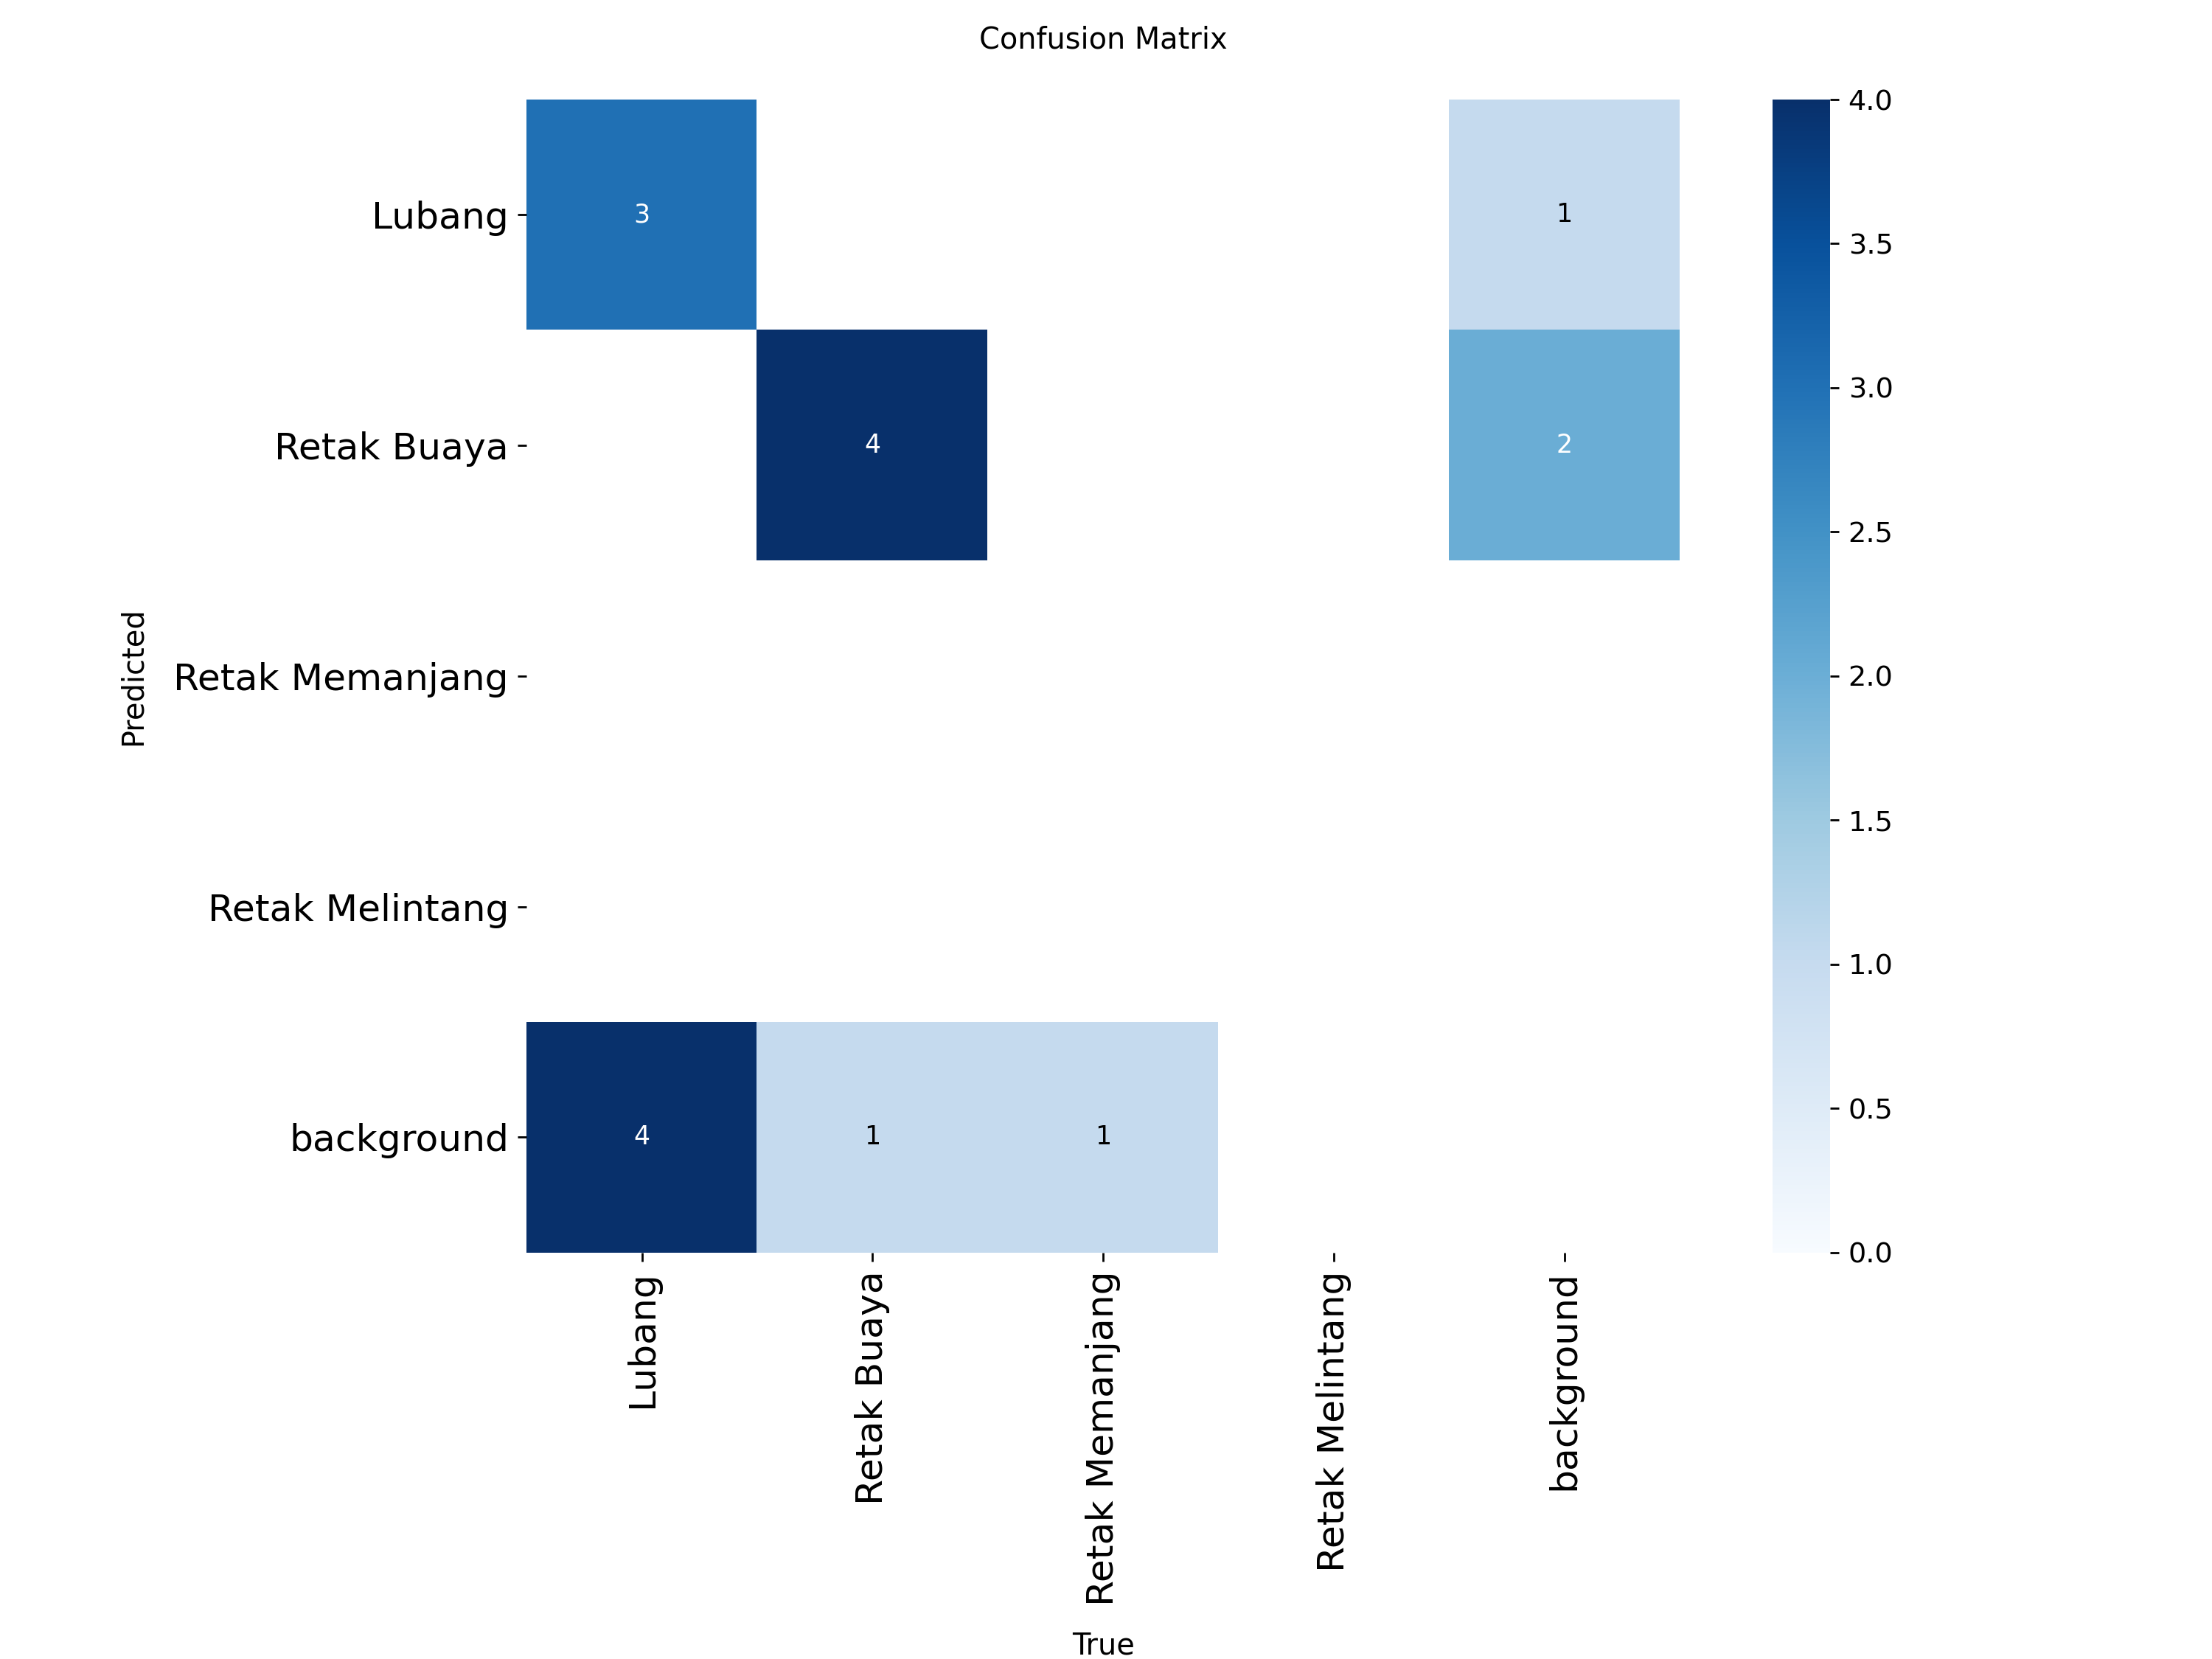 Confusion Matrix
Lubang
3
1
Retak Buaya
4
2
Retak Memanjang
Retak Melintang
background
4
1
1
Predicted
Lubang
Retak Buaya
Retak Memanjang
Retak Melintang
background
True
4.0
3.5
3.0
2.5
2.0
1.5
1.0
0.5
0.0